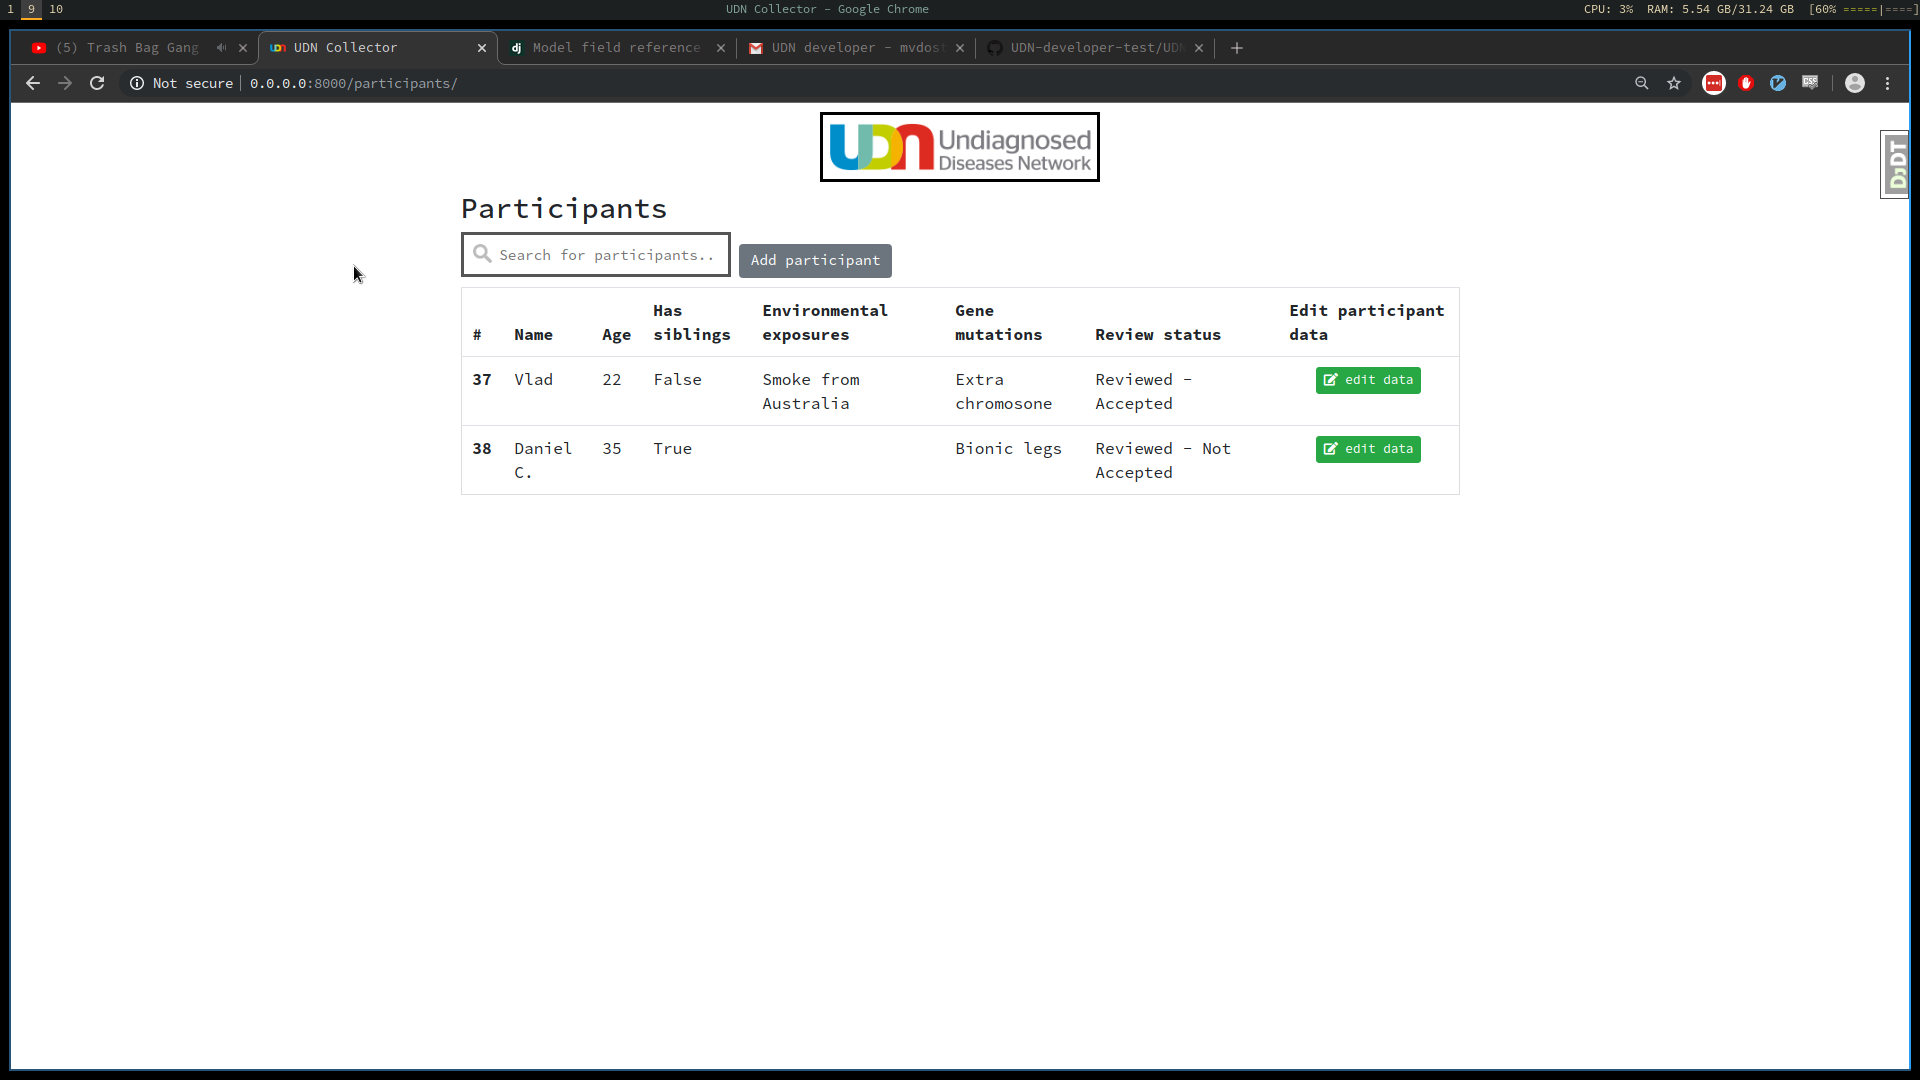 1 9 10 UDN Collector - Google Chrome CPU: 3% RAM: 5.54 GB/31.24 GB [60% =====|====]
(5) Trash Bag Gang UDN Collector dj Model field reference UDN developer - mvdost UDN-developer-test/UDN
Not secure 0.0.0.0:8000/participants/
UDN Undiagnosed
Diseases Network
DJDT
Participants
Search for participants.. Add participant
Has Environmental Gene Edit participant
# Name Age siblings exposures mutations Review status data
37 Vlad 22 False Smoke from Extra Reviewed - edit data
Australia chromosone Accepted
38 Daniel 35 True Bionic legs Reviewed - Not edit data
C. Accepted